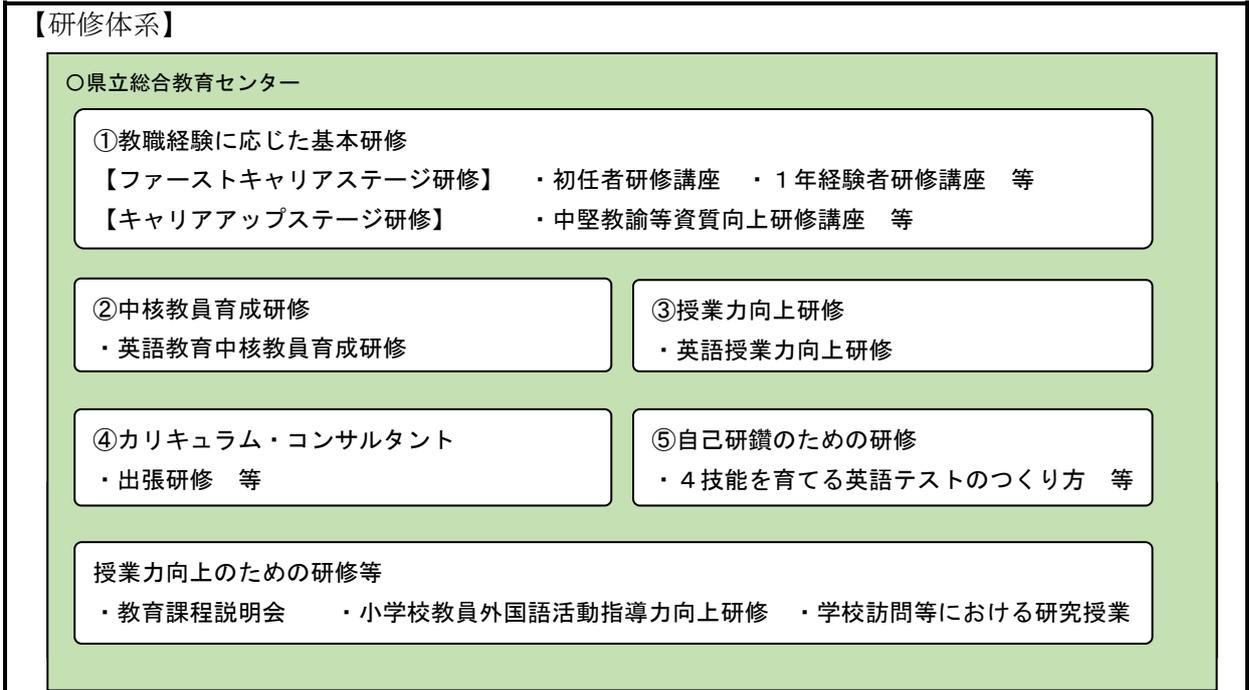 【研修体系】
○県立総合教育センター
①教職経験に応じた基本研修
【ファーストキャリアステージ研修】　・初任者研修講座　・１年経験者研修講座　等
【キャリアアップステージ研修】　　　・中堅教諭等資質向上研修講座　等
②中核教員育成研修
・英語教育中核教員育成研修
③授業力向上研修
・英語授業力向上研修
④カリキュラム・コンサルタント
・出張研修　等
⑤自己研鑽のための研修
・４技能を育てる英語テストのつくり方　等
授業力向上のための研修等
・教育課程説明会　　・小学校教員外国語活動指導力向上研修　・学校訪問等における研究授業